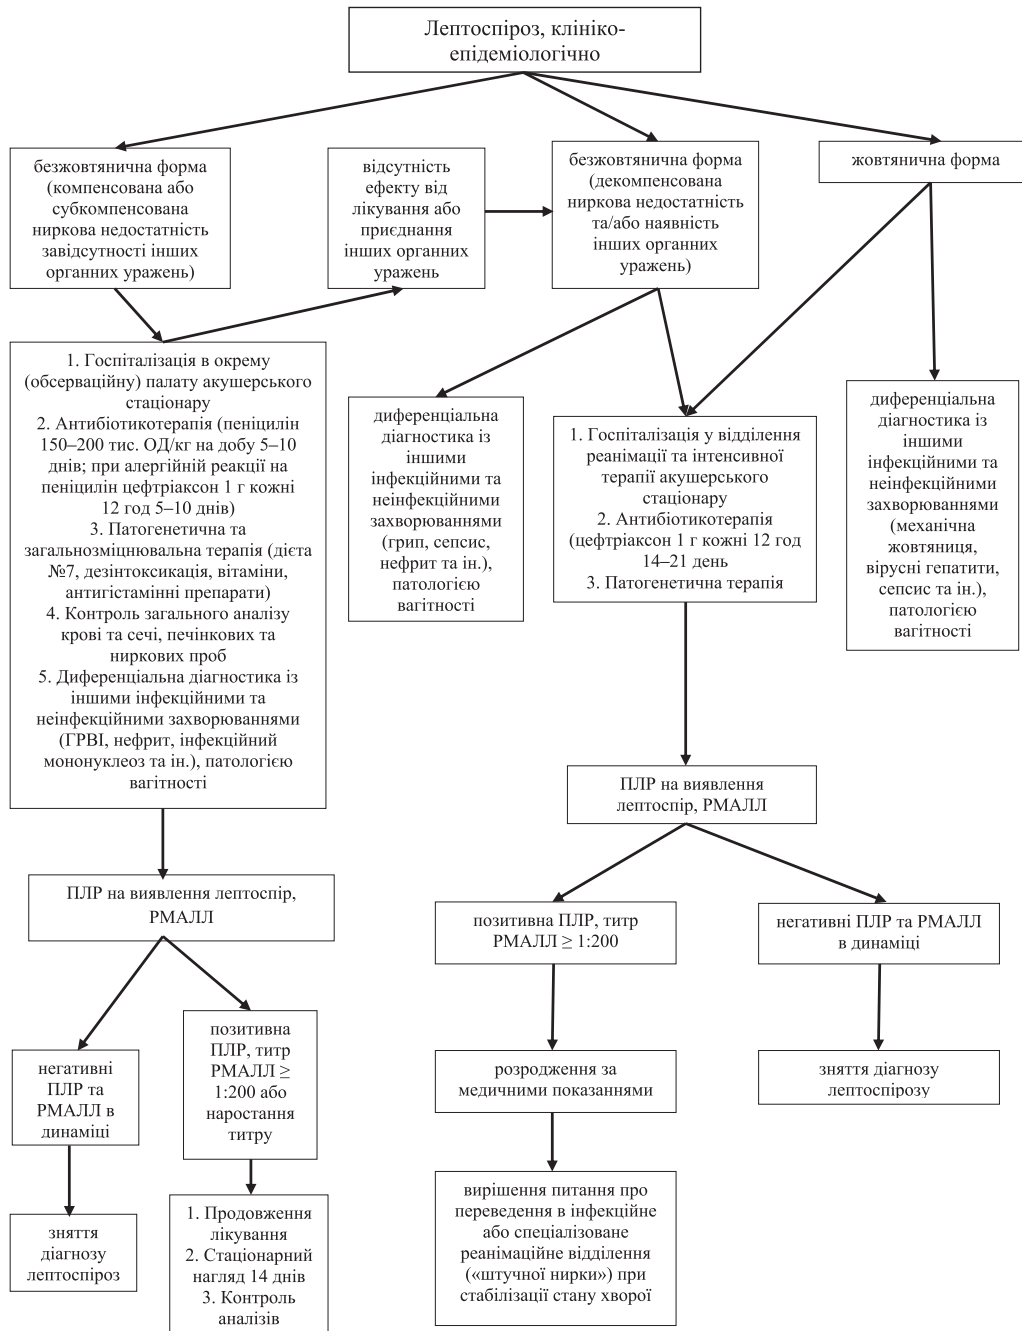 Лептоспіроз, клініко-
епідеміологічно
безжовтянична форма
(компенсована або
субкомпенсована
ниркова недостатність
завідсутності інших
органних уражень)
відсутність
ефекту від
лікування або
приєднання
інших органних
уражень
безжовтянична форма
(декомпенсована
ниркова недостатність
та/або наявність
інших органних
уражень)
жовтянична форма
1. Госпіталізація в окрему
(обсерваційну) палату акушерського
стаціонару
2. Антибіотикотерапія (пеніцилін
150–200 тис. ОД/кг на добу 5–10
днів; при алергійній реакції на
пеніцилін цефтріаксон 1 г кожні
12 год 5–10 днів)
3. Патогенетична та
загальнозміцнювальна терапія (дієта
№7, дезінтоксикація, вітаміни,
антигістамінні препарати)
4. Контроль загального аналізу
крові та сечі, печінкових та
ниркових проб
5. Диференціальна діагностика із
іншими інфекційними та
неінфекційними захворюваннями
(ГРВІ, нефрит, інфекційний
мононуклеоз та ін.), патологією
вагітності
диференціальна
діагностика із
іншими
інфекційними та
неінфекційними
захворюваннями
(грип, сепсис,
нефрит та ін.),
патологією
вагітності
1. Госпіталізація у відділення
реанімації та інтенсивної
терапії акушерського
стаціонару
2. Антибіотикотерапія
(цефтріаксон 1 г кожні 12 год
14–21 день
3. Патогенетична терапія
диференціальна
діагностика із
іншими
інфекційними та
неінфекційними
захворюваннями
(механічна
жовтяниця,
вірусні гепатити,
сепсис та ін.),
патологією
вагітності
ПЛР на виявлення
лептоспір, РМАЛЛ
ПЛР на виявлення лептоспір,
РМАЛЛ
позитивна ПЛР, титр
РМАЛЛ ≥ 1:200
негативні ПЛР та РМАЛЛ
в динаміці
негативні
ПЛР та
РМАЛЛ в
динаміці
позитивна
ПЛР, титр
РМАЛЛ ≥
1:200 або
наростання
титру
розродження за
медичними показаннями
зняття діагнозу
лептоспірозу
зняття
діагнозу
лептоспіроз
1. Продовження
лікування
2. Стаціонарний
нагляд 14 днів
3. Контроль
аналізів
вирішення питання про
переведення в інфекційне
або спеціалізоване
реанімаційне відділення
(«штучної нирки») при
стабілізації стану хворої